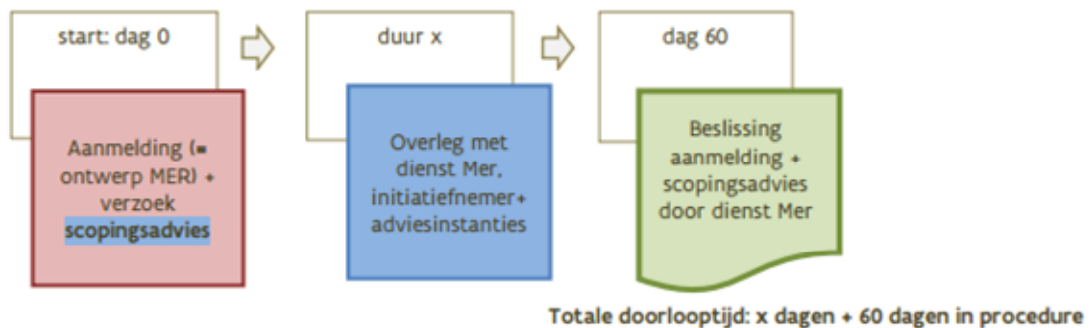 start: dag 0
duur x
dag 60
Aanmelding (=
ontwerp MER) +
verzoek
scopingsadvies
Overleg met
dienst Mer,
initiatiefnemer+
adviesinstanties
Beslissing
aanmelding +
scopingsadvies
door dienst Mer
Totale doorlooptijd: x dagen + 60 dagen in procedure